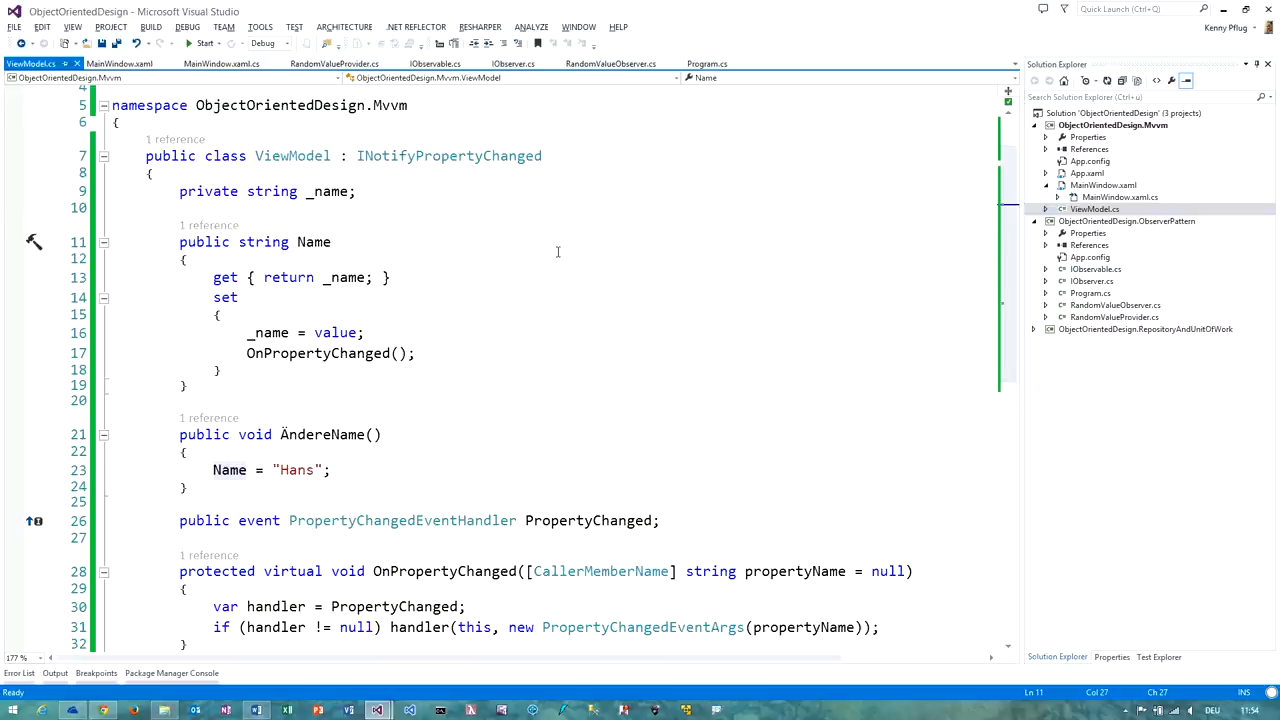 ObjectOrientedDesign - Microsoft Visual Studio
Quick Launch (Ctrl+Q)
FILE EDIT VIEW PROJECT BUILD DEBUG TEAM TOOLS TEST ARCHITECTURE .NET REFLECTOR RESHARPER ANALYZE WINDOW HELP
Kenny Pflug
Start Debug
ViewModel.cs MainWindow.xaml MainWindow.xaml.cs RandomValueProvider.cs IObservable.cs IObserver.cs RandomValueObserver.cs Program.cs
ObjectOrientedDesign.Mvvm ObjectOrientedDesign.Mvvm.ViewModel Name
4
5 namespace ObjectOrientedDesign.Mvvm
6 {
1 reference
7 public class ViewModel : INotifyPropertyChanged
8 {
9 private string _name;
10
1 reference
11 public string Name
12 {
13 get { return _name; }
14 set
15 {
16 _name = value;
17 OnPropertyChanged();
18 }
19 }
20
1 reference
21 public void ÄndereName()
22 {
23 Name = "Hans";
24 }
25
26 public event PropertyChangedEventHandler PropertyChanged;
27
1 reference
28 protected virtual void OnPropertyChanged([CallerMemberName] string propertyName = null)
29 {
30 var handler = PropertyChanged;
31 if (handler != null) handler(this, new PropertyChangedEventArgs(propertyName));
32 }
177 %
Solution Explorer
Search Solution Explorer (Ctrl+ü)
Solution 'ObjectOrientedDesign' (3 projects)
ObjectOrientedDesign.Mvvm
Properties
References
App.config
App.xaml
MainWindow.xaml
MainWindow.xaml.cs
ViewModel.cs
ObjectOrientedDesign.ObserverPattern
Properties
References
App.config
IObservable.cs
IObserver.cs
Program.cs
RandomValueObserver.cs
RandomValueProvider.cs
ObjectOrientedDesign.RepositoryAndUnitOfWork
Solution Explorer Properties Test Explorer
Error List Output Breakpoints Package Manager Console
Ready Ln 11 Col 27 Ch 27 INS
DEU 11:54